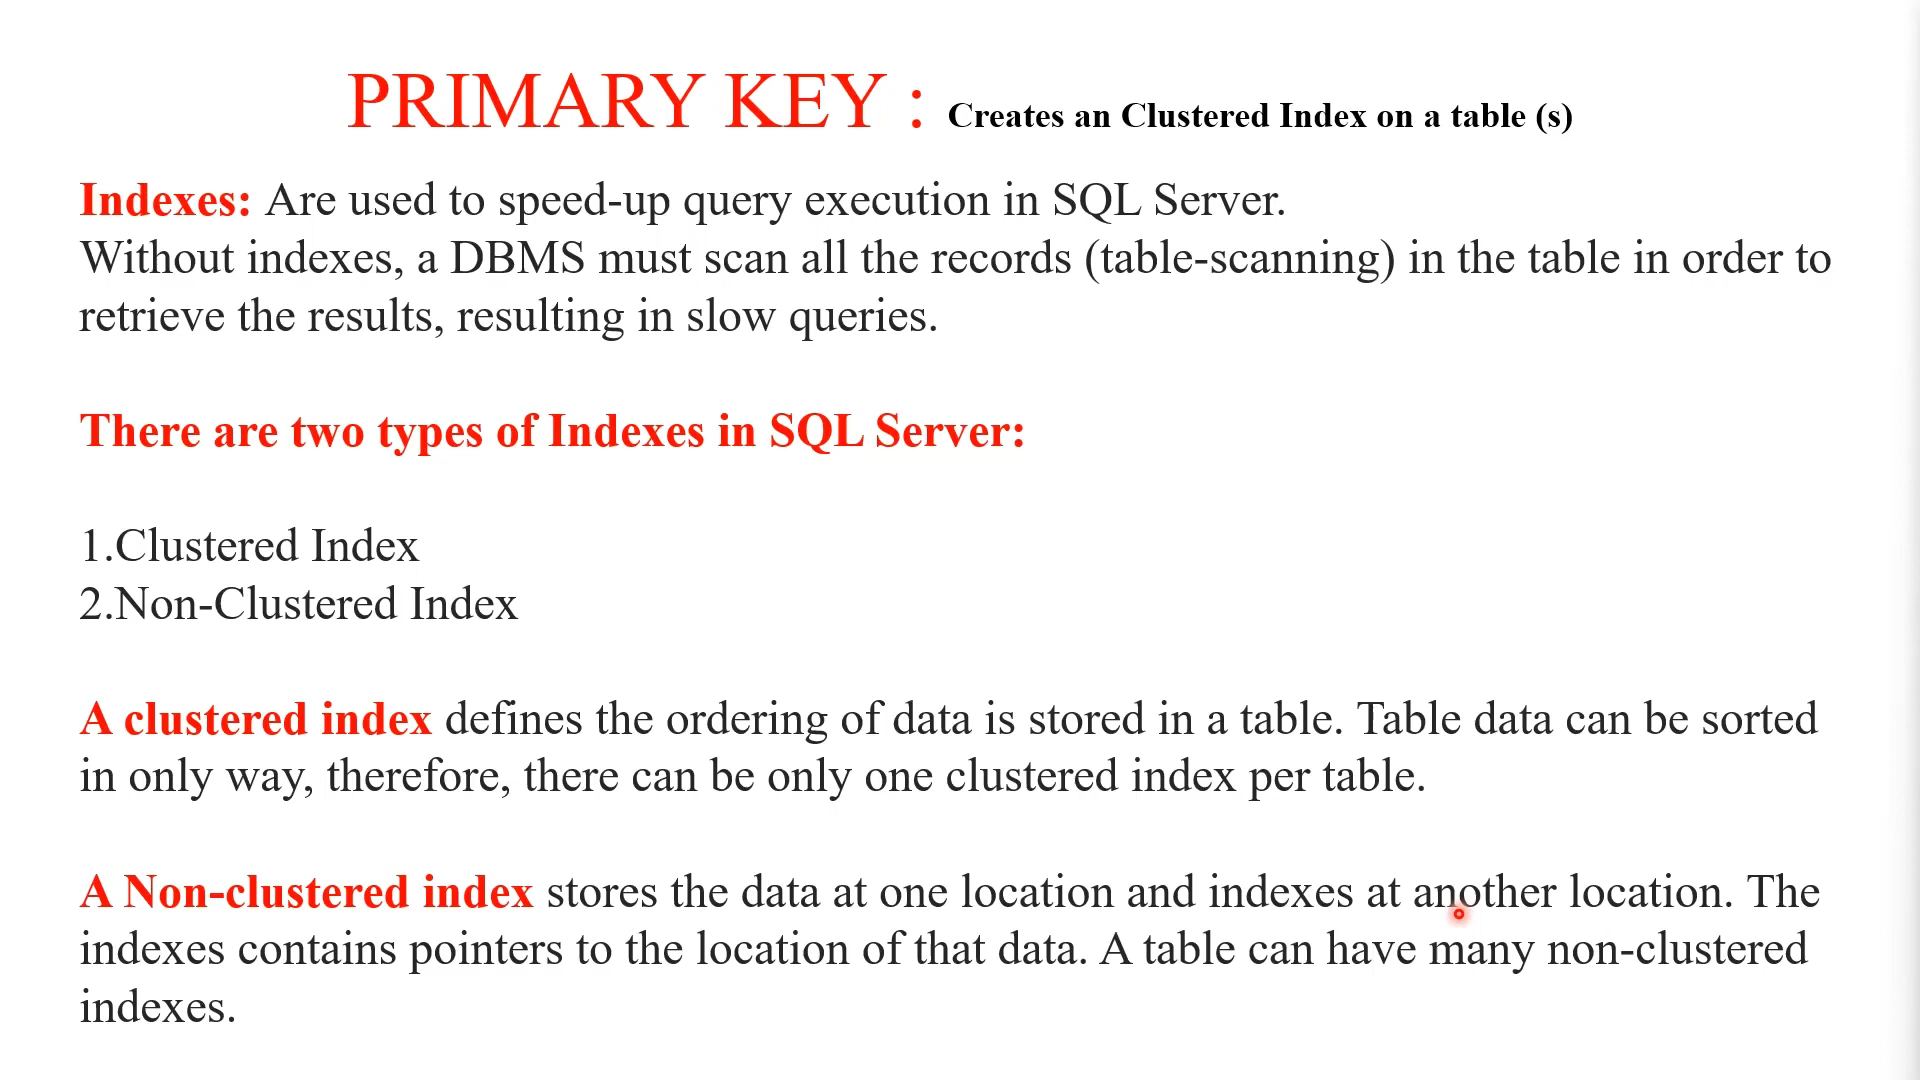 PRIMARY KEY : Creates an Clustered Index on a table (s)
Indexes: Are used to speed-up query execution in SQL Server.
Without indexes, a DBMS must scan all the records (table-scanning) in the table in order to
retrieve the results, resulting in slow queries.
There are two types of Indexes in SQL Server:
1.Clustered Index
2.Non-Clustered Index
A clustered index defines the ordering of data is stored in a table. Table data can be sorted
in only way, therefore, there can be only one clustered index per table.
A Non-clustered index stores the data at one location and indexes at another location. The
indexes contains pointers to the location of that data. A table can have many non-clustered
indexes.